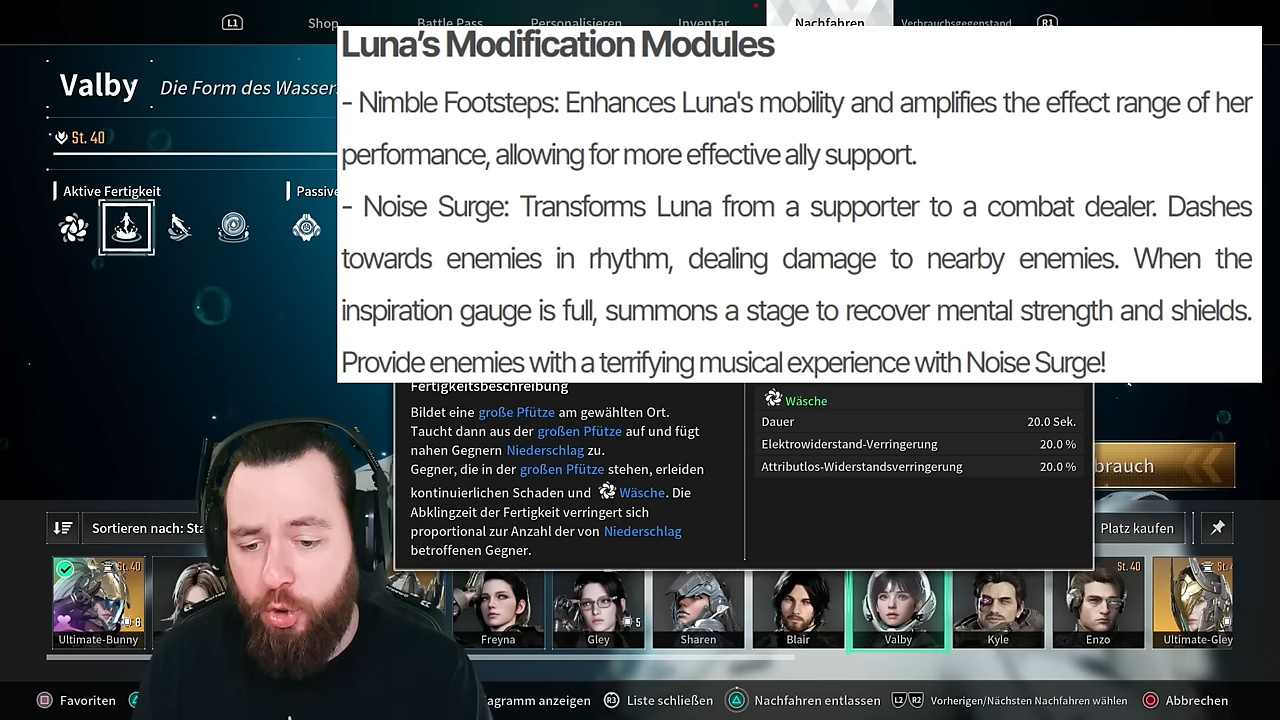 L1
Shop
Battle Pass
Personalisieren
Inventar
Nachfahren
Verbrauchsgegenstand
R1
Valby
Die Form des Wasser
St. 40
Aktive Fertigkeit
Passive
Luna's Modification Modules
- Nimble Footsteps: Enhances Luna's mobility and amplifies the effect range of her
performance, allowing for more effective ally support.
- Noise Surge: Transforms Luna from a supporter to a combat dealer. Dashes
towards enemies in rhythm, dealing damage to nearby enemies. When the
inspiration gauge is full, summons a stage to recover mental strength and shields.
Provide enemies with a terrifying musical experience with Noise Surge!
Fertigkeitsbeschreibung
Bildet eine große Pfütze am gewählten Ort.
Taucht dann aus der großen Pfütze auf und fügt
nahen Gegnern Niederschlag zu.
Gegner, die in der großen Pfütze stehen, erleiden
kontinuierlichen Schaden und Wäsche. Die
Abklingzeit der Fertigkeit verringert sich
proportional zur Anzahl der von Niederschlag
betroffenen Gegner.
Wäsche
Dauer 20.0 Sek.
Elektrowiderstand-Verringerung 20.0 %
Attributlos-Widerstandsverringerung 20.0 %
brauch
Sortieren nach: Sta
Platz kaufen
St. 40
6
5
St. 40
St.
Ultimate-Bunny
Freyna
Gley
Sharen
Blair
Valby
Kyle
Enzo
Ultimate-Gley
Favoriten
agramm anzeigen
R3 Liste schließen
Nachfahren entlassen
L2/R2 Vorherigen/Nächsten Nachfahren wählen
Abbrechen